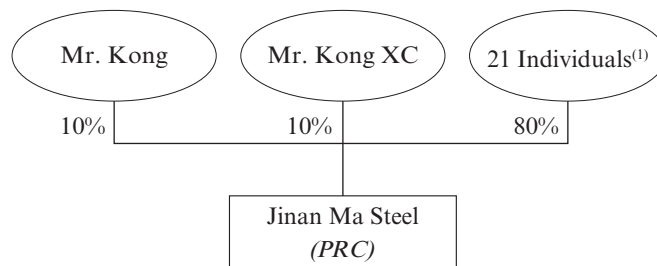 Mr. Kong
Mr. Kong XC
21 Individuals(1)
10%
10%
80%
Jinan Ma Steel
(PRC)